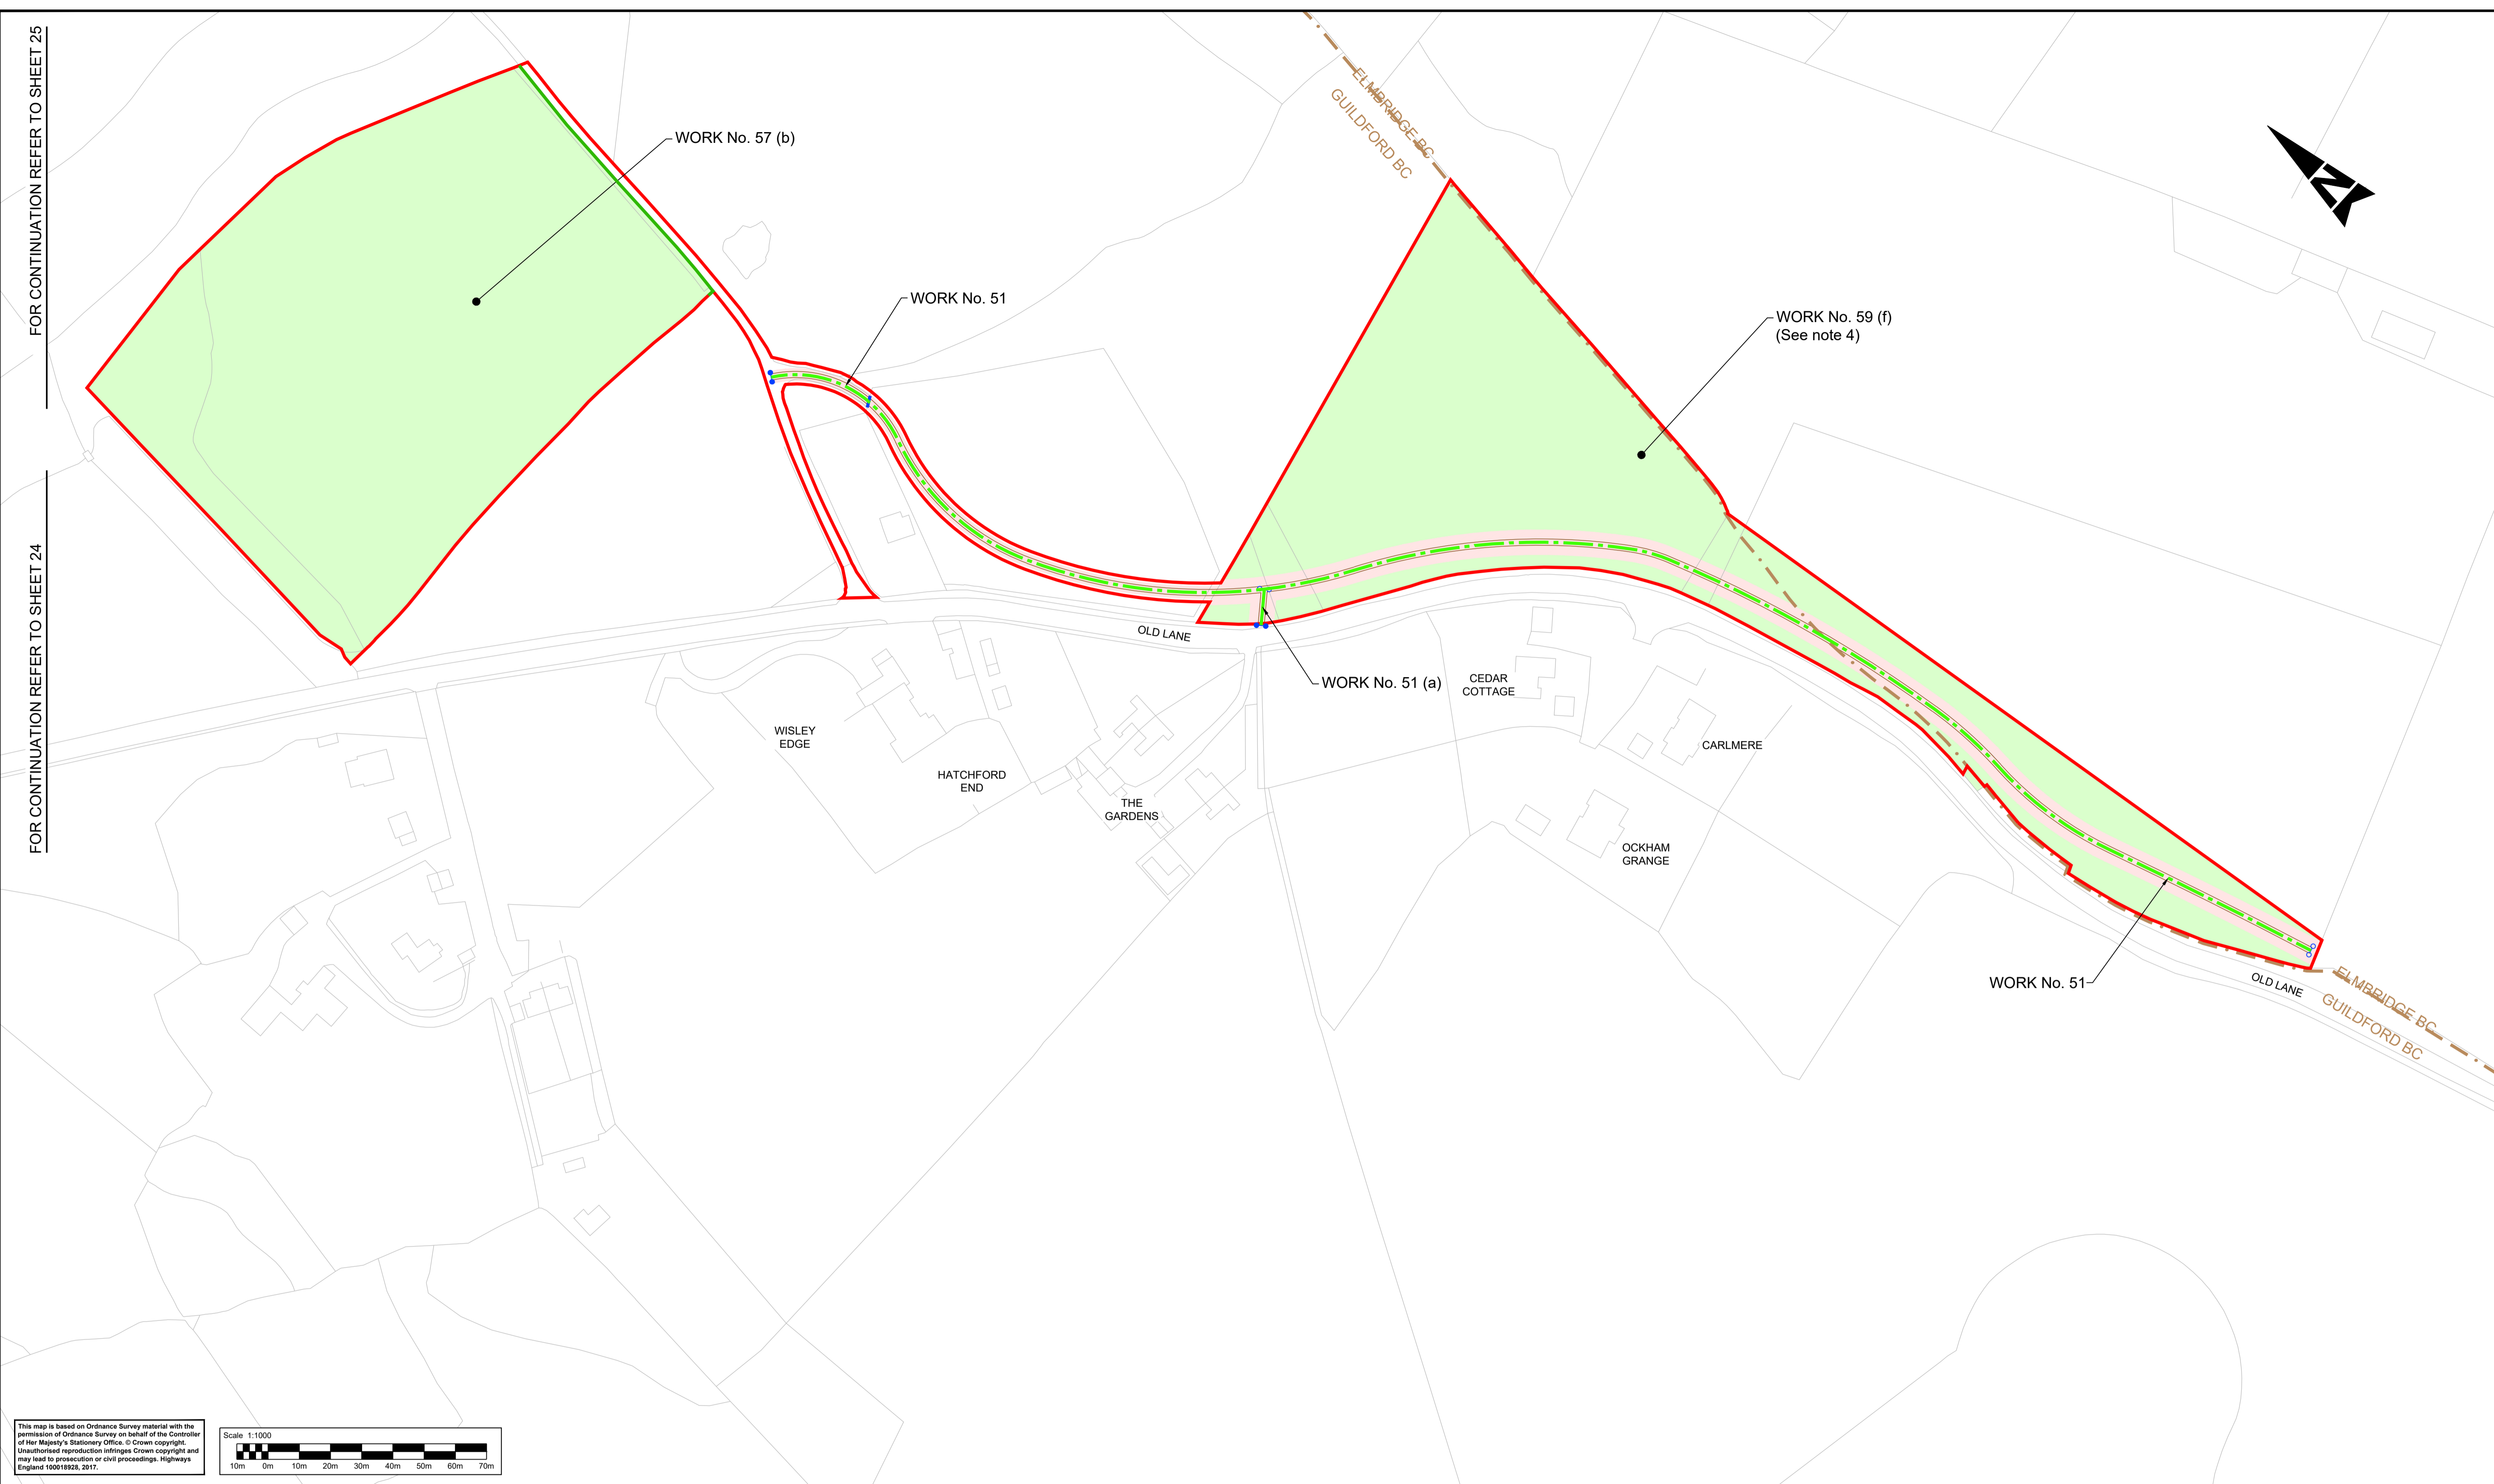 FOR CONTINUATION REFER TO SHEET 25
FOR CONTINUATION REFER TO SHEET 24
ELMBRIDGE BC
GUILDFORD BC
N
WORK No. 57 (b)
WORK No. 51
WORK No. 59 (f)
(See note 4)
OLD LANE
WORK No. 51 (a)
CEDAR
COTTAGE
WISLEY
EDGE
HATCHFORD
END
THE
GARDENS
CARLMERE
OCKHAM
GRANGE
WORK No. 51
OLD LANE
ELMBRIDGE BC
GUILDFORD BC
This map is based on Ordnance Survey material with the
permission of Ordnance Survey on behalf of the Controller
of Her Majesty's Stationery Office. © Crown copyright.
Unauthorised reproduction infringes Crown copyright and
may lead to prosecution or civil proceedings. Highways
England 100018928, 2017.
Scale 1:1000
10m 0m 10m 20m 30m 40m 50m 60m 70m